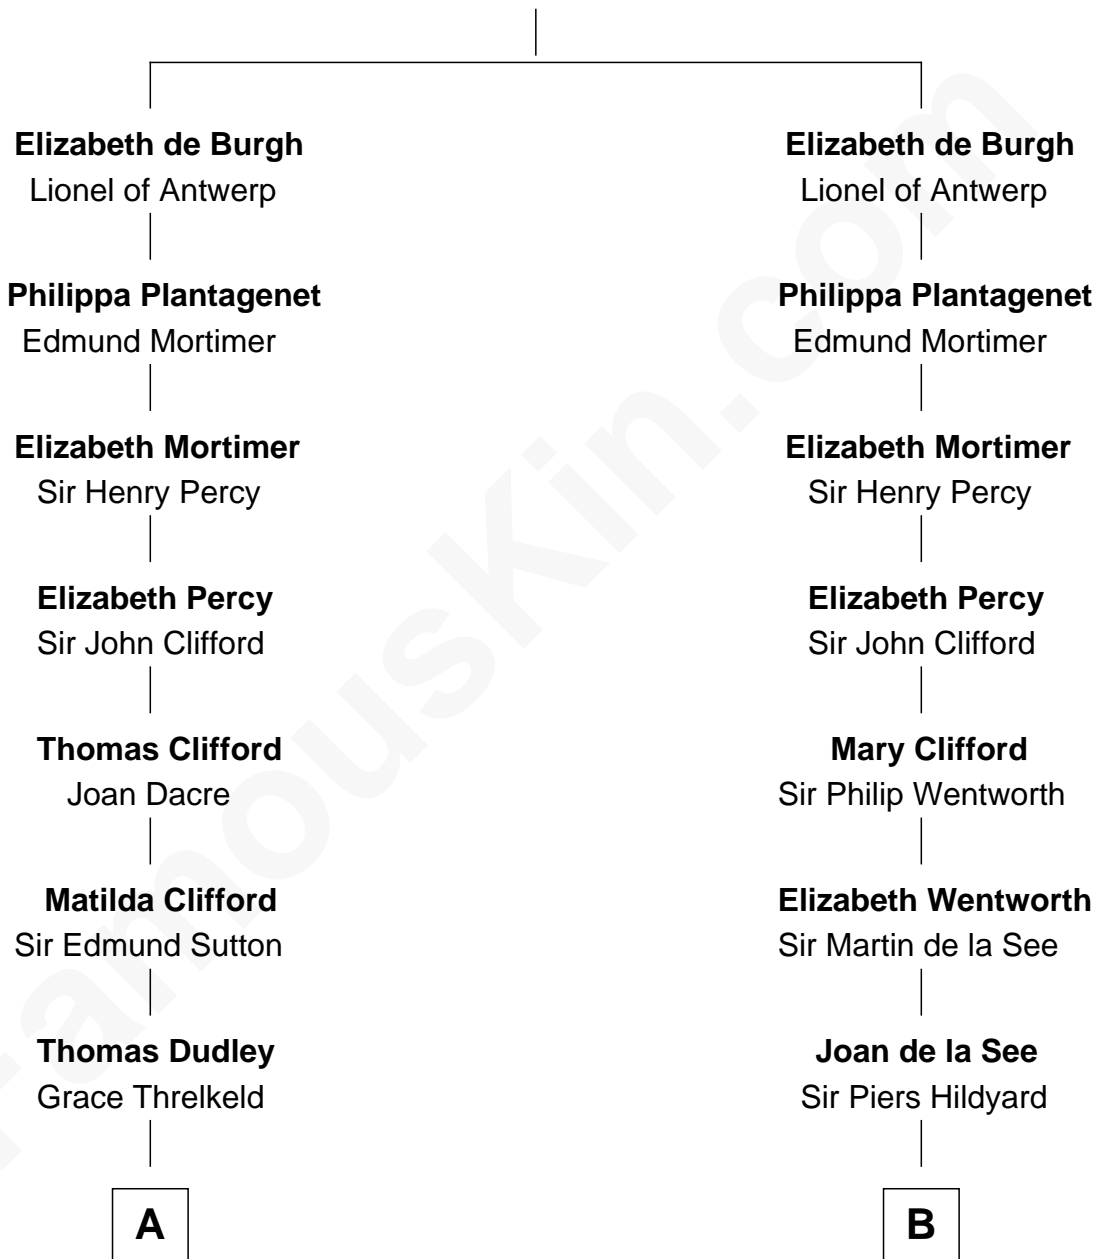 Elizabeth de Burgh
Lionel of Antwerp
Philippa Plantagenet
Edmund Mortimer
Elizabeth Mortimer
Sir Henry Percy
Elizabeth Percy
Sir John Clifford
Thomas Clifford
Joan Dacre
Matilda Clifford
Sir Edmund Sutton
Thomas Dudley
Grace Threlkeld
A
Elizabeth de Burgh
Lionel of Antwerp
Philippa Plantagenet
Edmund Mortimer
Elizabeth Mortimer
Sir Henry Percy
Elizabeth Percy
Sir John Clifford
Mary Clifford
Sir Philip Wentworth
Elizabeth Wentworth
Sir Martin de la See
Joan de la See
Sir Piers Hildyard
B
FamousKin.com